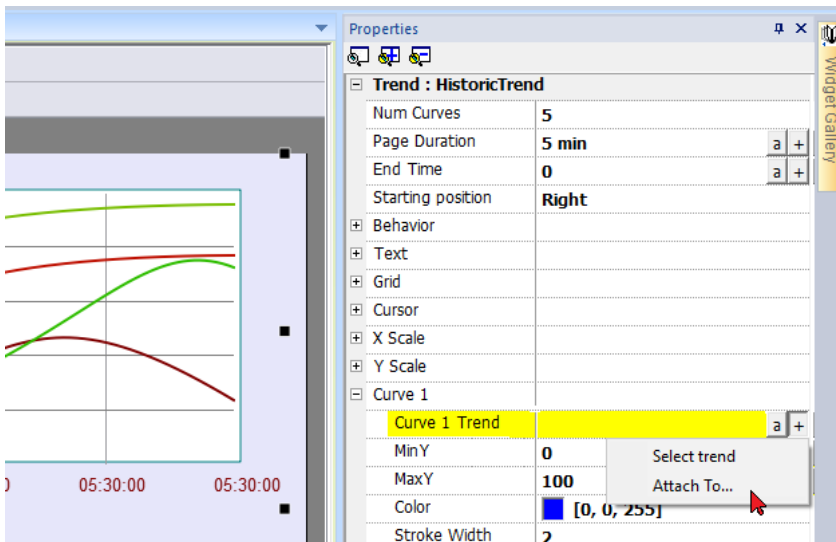 Properties
Trend : HistoricTrend
Num Curves 5
Page Duration 5 min a +
End Time 0 a +
Starting position Right
Behavior
Text
Grid
Cursor
X Scale
Y Scale
Curve 1
Curve 1 Trend a +
MinY 0
Select trend
MaxY 100
Attach To...
Color [0, 0, 255]
Stroke Width 2
0 05:30:00 05:30:00
Widget Gallery